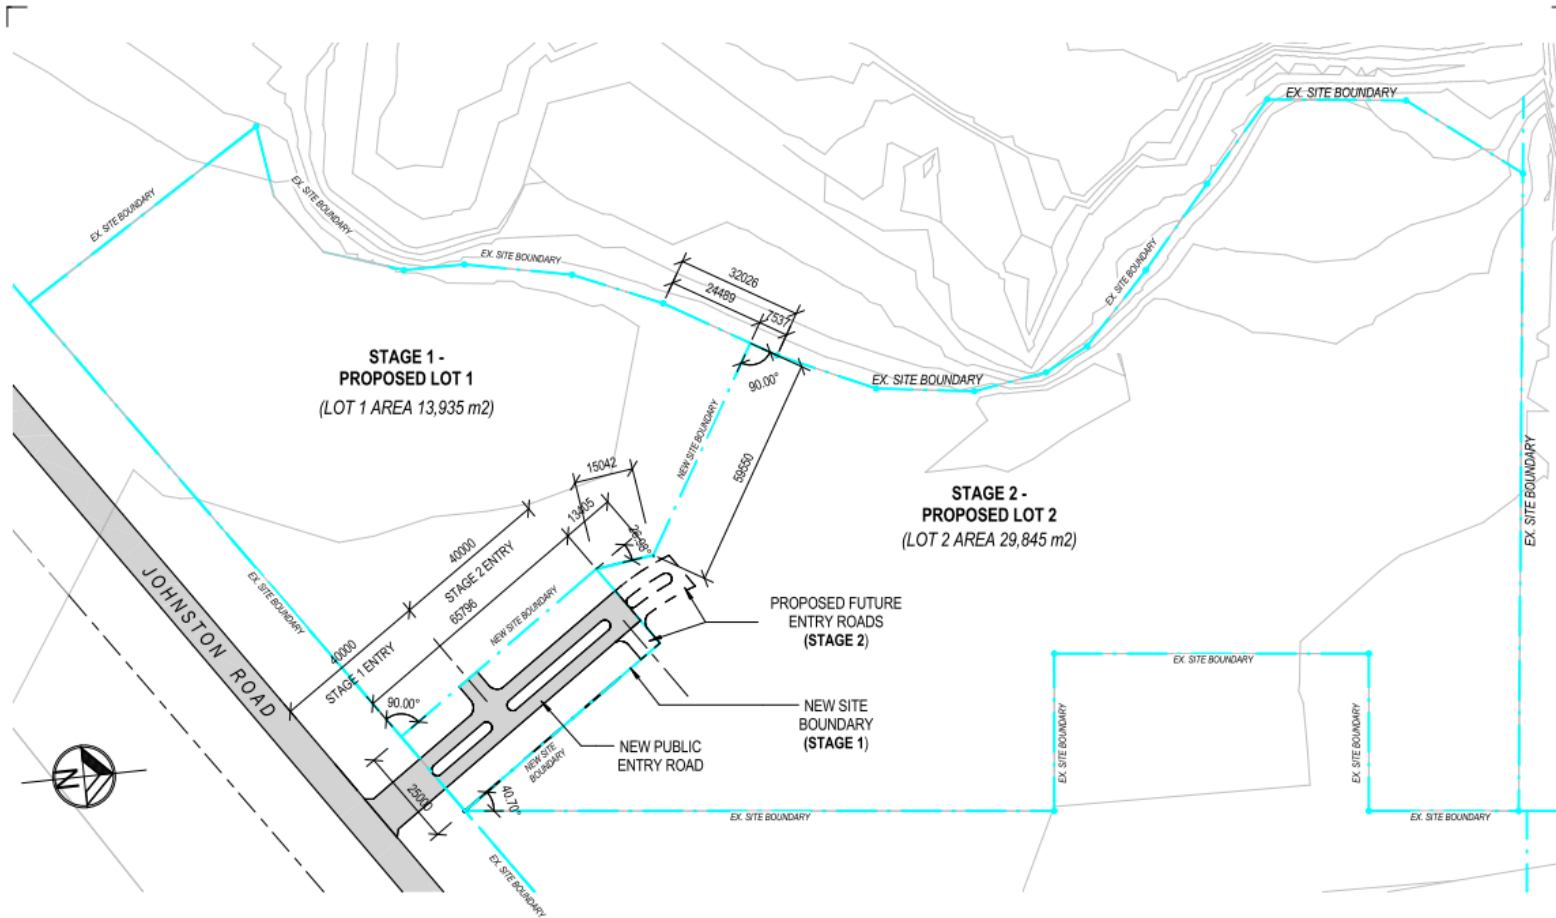 EX. SITE BOUNDARY
EX. SITE BOUNDARY
EX. SITE BOUNDARY
EX. SITE BOUNDARY
32026
24489
7537
EX. SITE BOUNDARY
STAGE 1 -
PROPOSED LOT 1
(LOT 1 AREA 13,935 m2)
90.00°
EX. SITE BOUNDARY
NEW SITE BOUNDARY
59550
EX. SITE BOUNDARY
15042
13405
26.98°
STAGE 2 -
PROPOSED LOT 2
(LOT 2 AREA 29,845 m2)
40000
STAGE 2 ENTRY
65796
NEW SITE BOUNDARY
JOHNSTON ROAD
EX. SITE BOUNDARY
40000
STAGE 1 ENTRY
90.00°
PROPOSED FUTURE
ENTRY ROADS
(STAGE 2)
EX. SITE BOUNDARY
NEW SITE
BOUNDARY
(STAGE 1)
NEW PUBLIC
ENTRY ROAD
NEW SITE
BOUNDARY
EX. SITE BOUNDARY
EX. SITE BOUNDARY
N
25000
40.70°
EX. SITE BOUNDARY
EX. SITE BOUNDARY
EX. SITE BOUNDARY